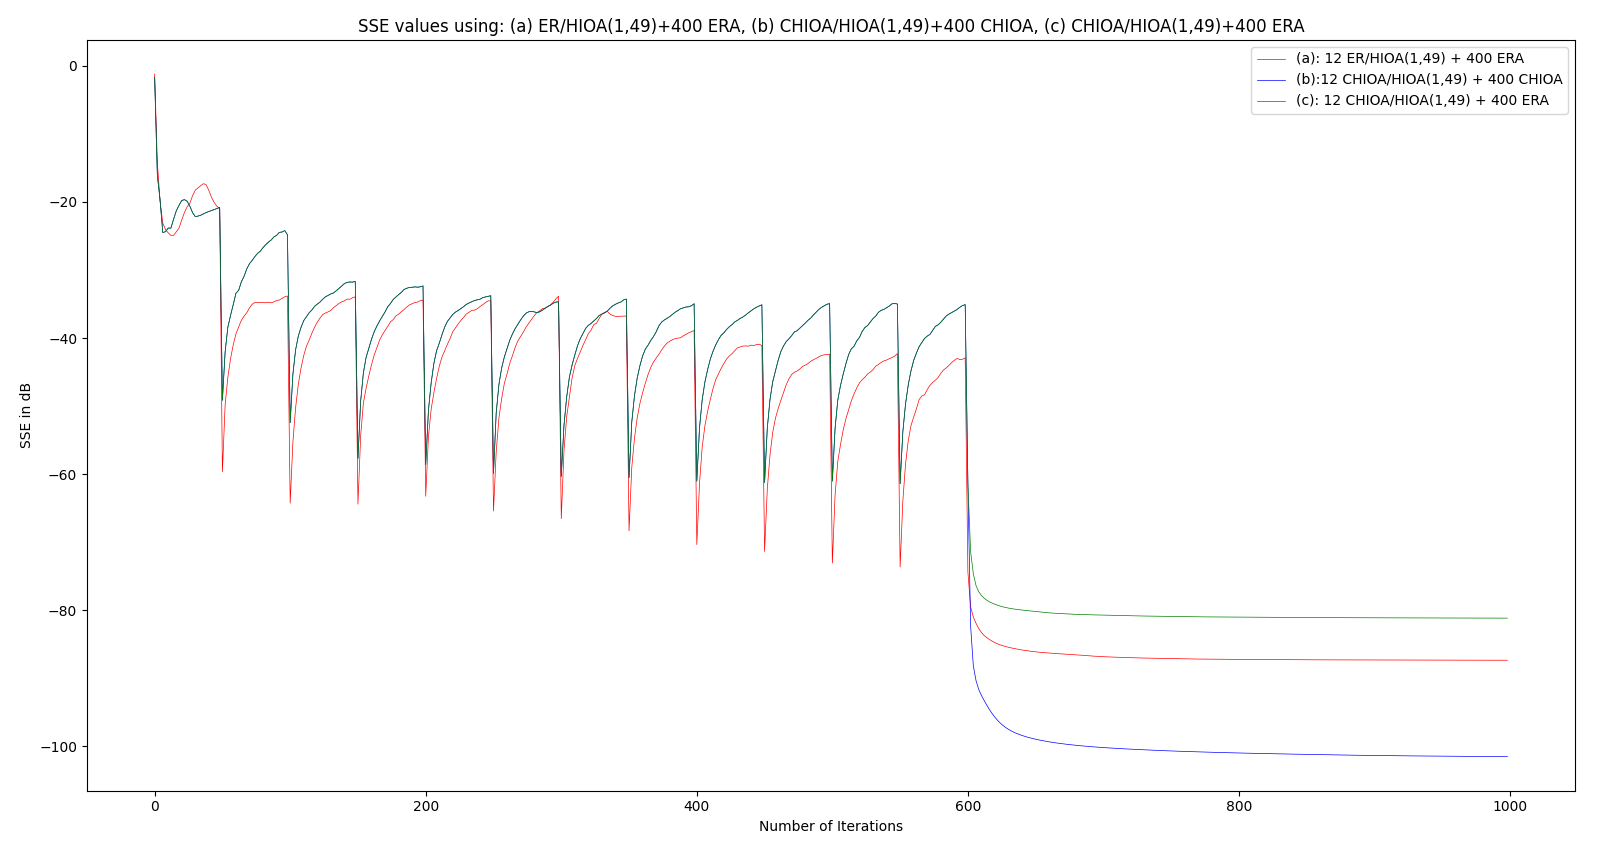 SSE values using: (a) ER/HIOA(1,49)+400 ERA, (b) CHIOA/HIOA(1,49)+400 CHIOA, (c) CHIOA/HIOA(1,49)+400 ERA
(a): 12 ER/HIOA(1,49) + 400 ERA
(b):12 CHIOA/HIOA(1,49) + 400 CHIOA
(c): 12 CHIOA/HIOA(1,49) + 400 ERA
SSE in dB
0
−20
−40
−60
−80
−100
0 200 400 600 800 1000
Number of Iterations